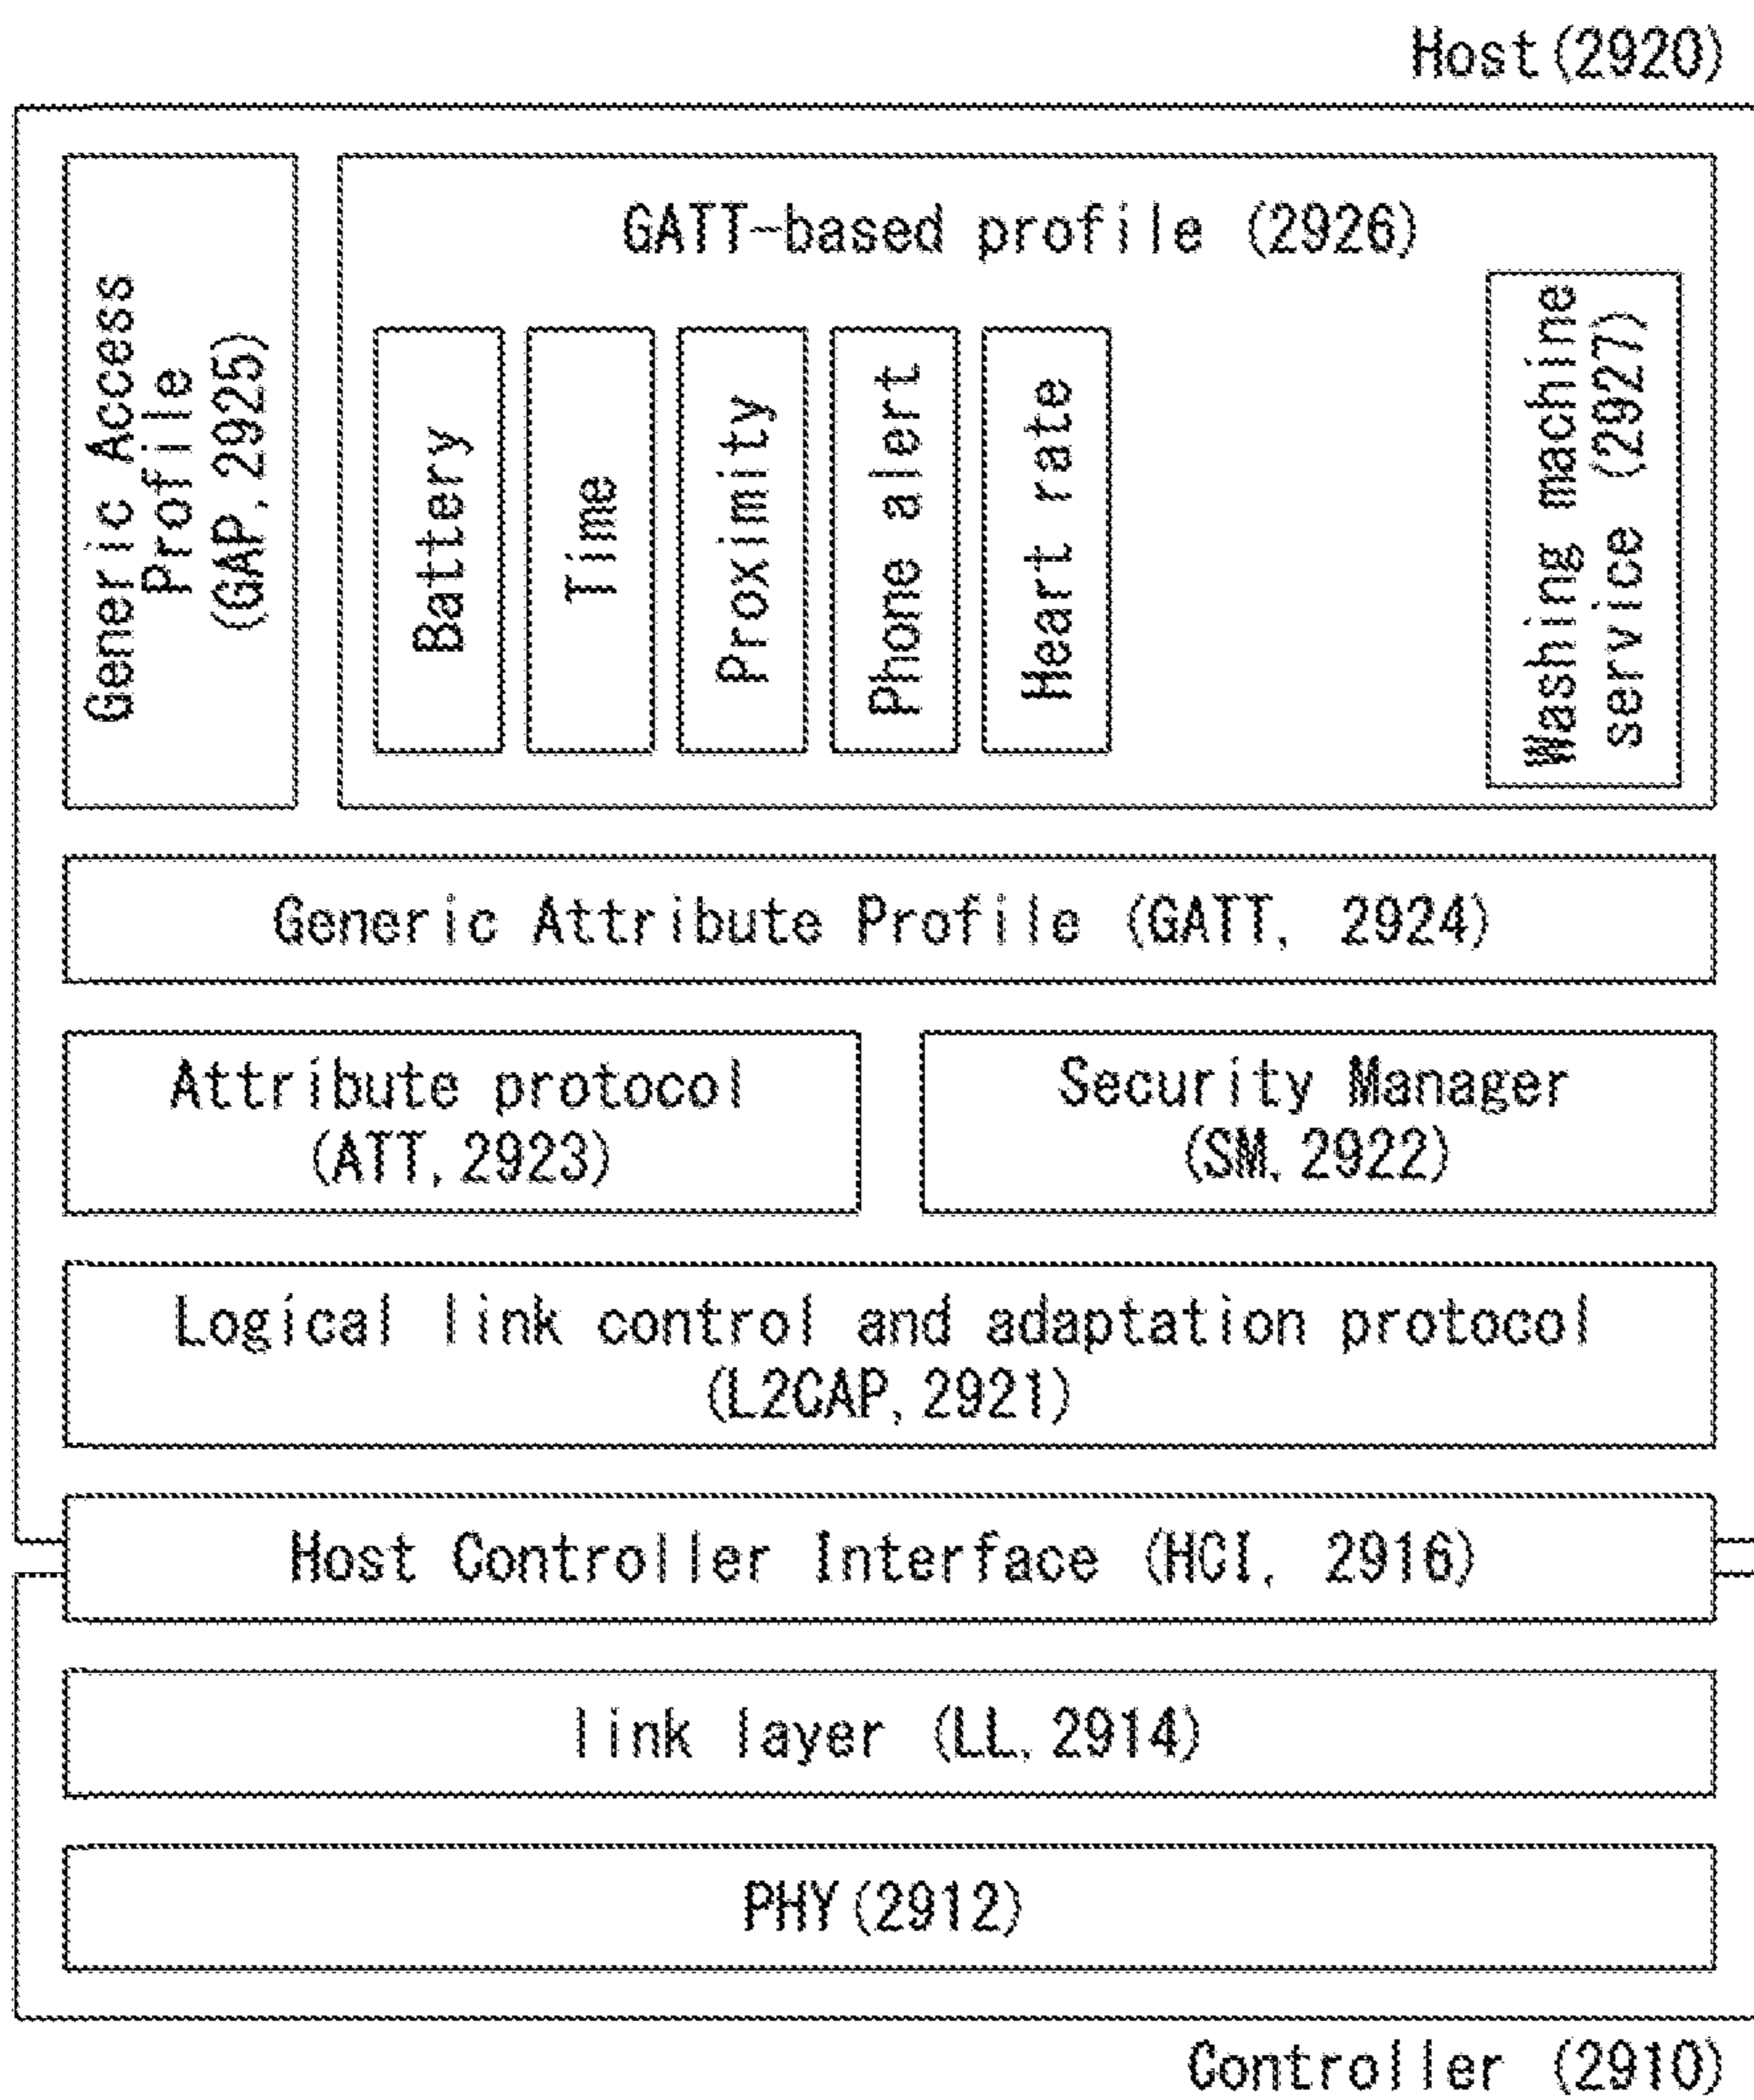 Host(2920)
Generic Access
Profile
(GAP, 2925)
GATT-based profile (2926)
Battery
Time
Proximity
Phone alert
Heart rate
Washing machine
service (2927)
Generic Attribute Profile (GATT, 2924)
Attribute protocol
(ATT, 2923)
Security Manager
(SM, 2922)
Logical link control and adaptation protocol
(L2CAP, 2921)
Host Controller Interface (HCI, 2916)
link layer (LL, 2914)
PHY(2912)
Controller (2910)